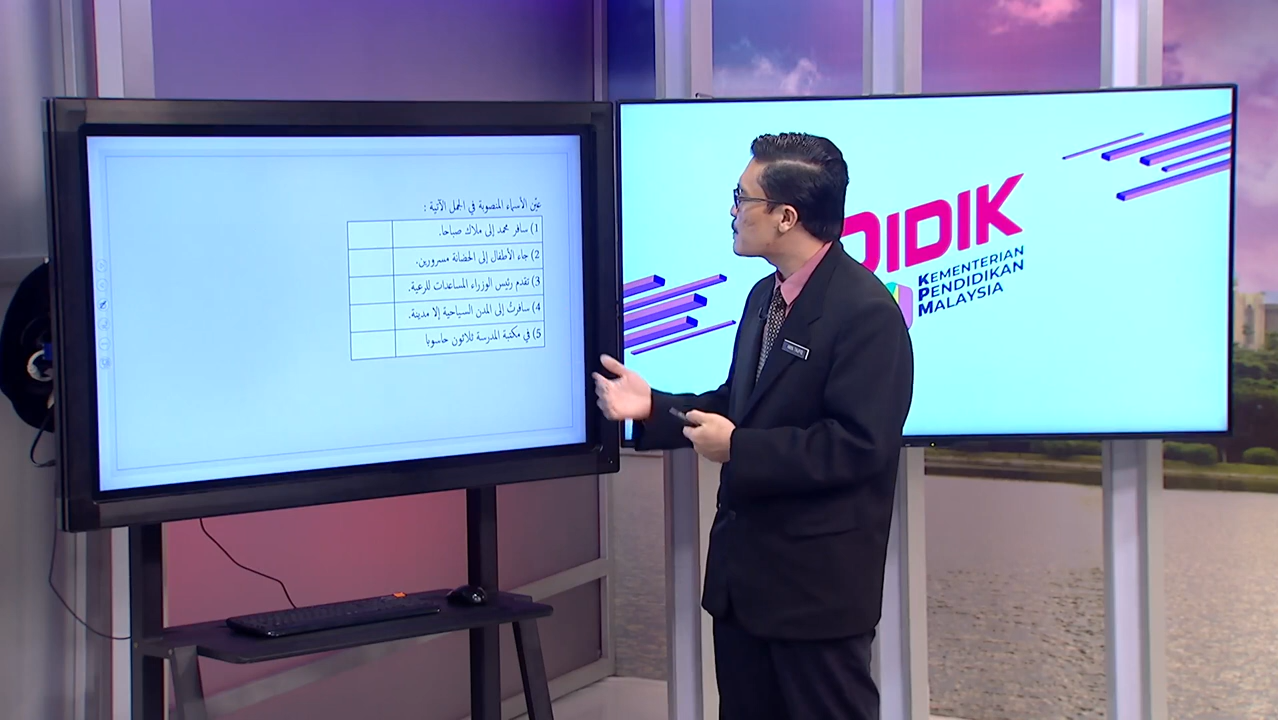 عيّن الأسماء المنصوبة في الجمل الآتية :
1) سافر محمد إلى ملاك صباحا.
2) جاء الأطفال إلى الحضانة مسرورين.
3) تقدم رئيس الوزراء المساعدات للرعية.
4) سافرتُ إلى المدن السياحية إلا مدينة.
5) في مكتبة المدرسة ثلاثون حاسوبا
DIDIK
KEMENTERIAN
PENDIDIKAN
MALAYSIA